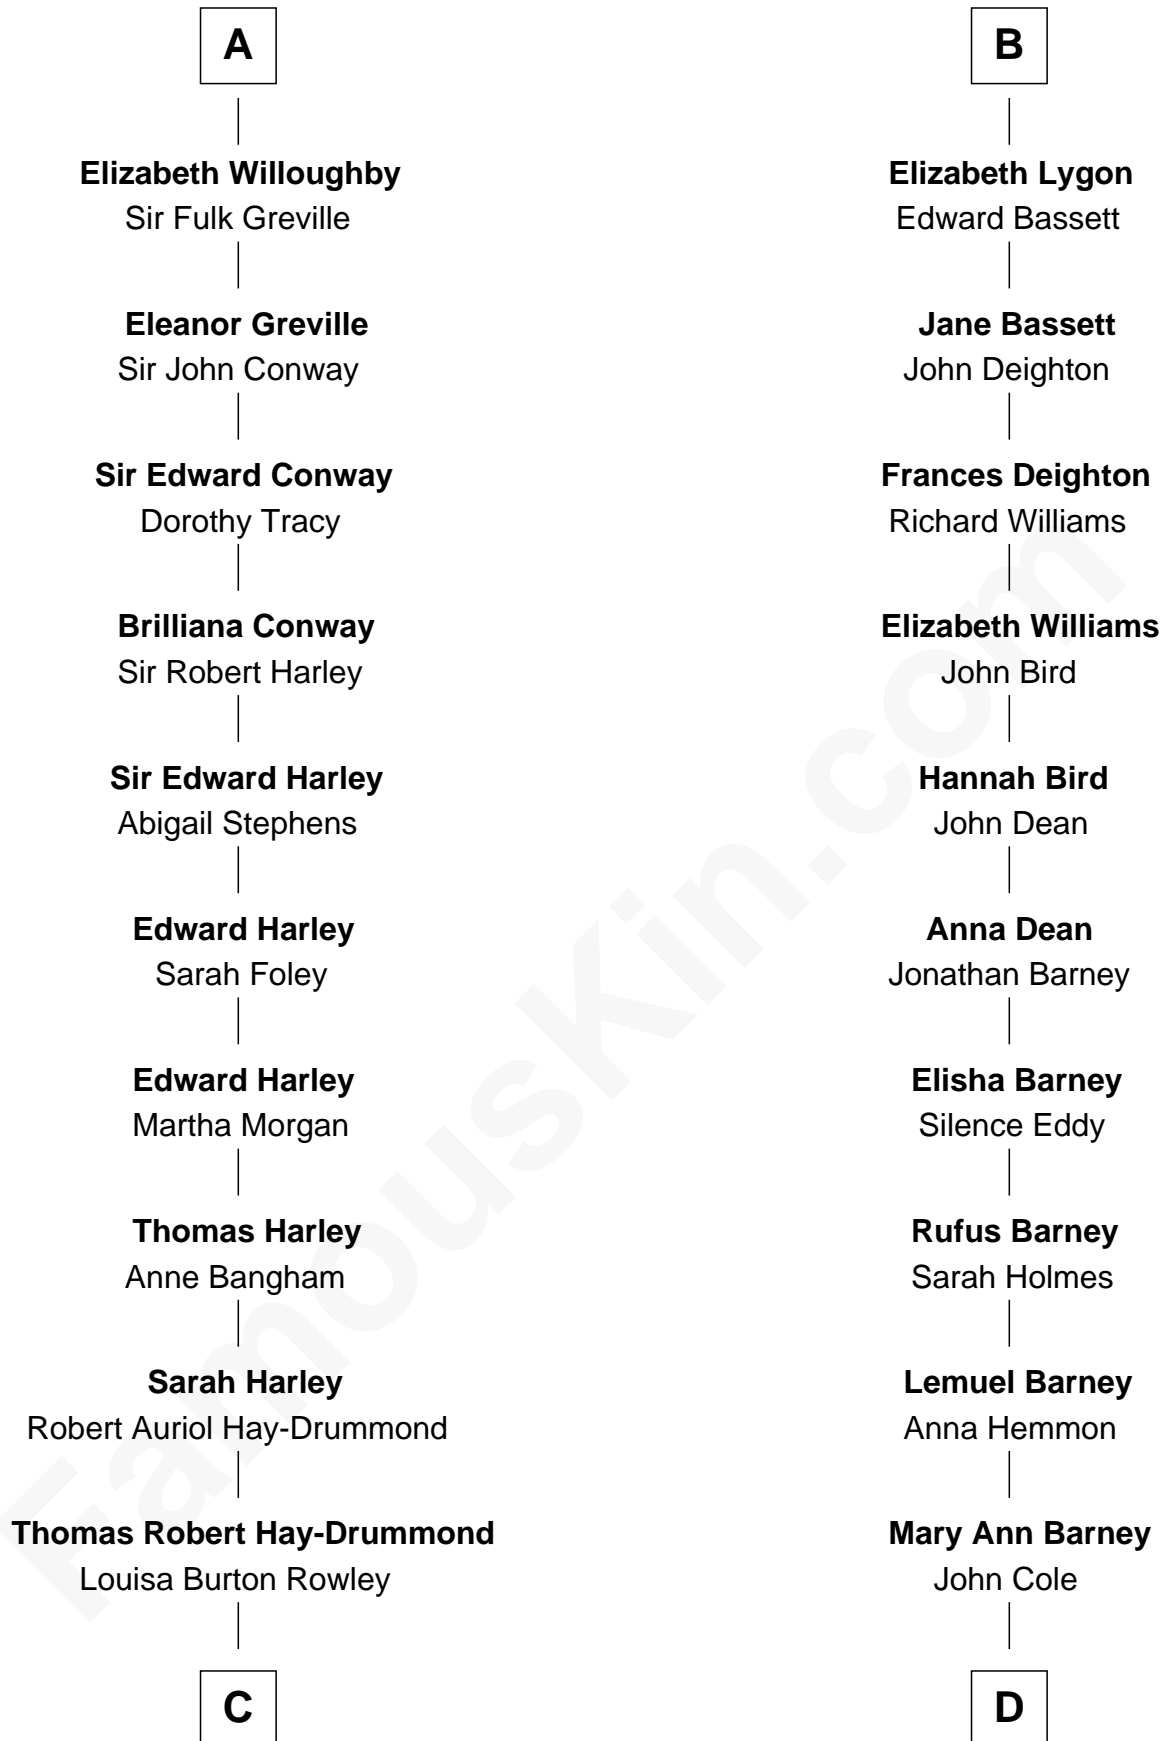 A
Elizabeth Willoughby
Sir Fulk Greville
Eleanor Greville
Sir John Conway
Sir Edward Conway
Dorothy Tracy
Brilliana Conway
Sir Robert Harley
Sir Edward Harley
Abigail Stephens
Edward Harley
Sarah Foley
Edward Harley
Martha Morgan
Thomas Harley
Anne Bangham
Sarah Harley
Robert Auriol Hay-Drummond
Thomas Robert Hay-Drummond
Louisa Burton Rowley
C
B
Elizabeth Lygon
Edward Bassett
Jane Bassett
John Deighton
Frances Deighton
Richard Williams
Elizabeth Williams
John Bird
Hannah Bird
John Dean
Anna Dean
Jonathan Barney
Elisha Barney
Silence Eddy
Rufus Barney
Sarah Holmes
Lemuel Barney
Anna Hemmon
Mary Ann Barney
John Cole
D
FamousKin.com